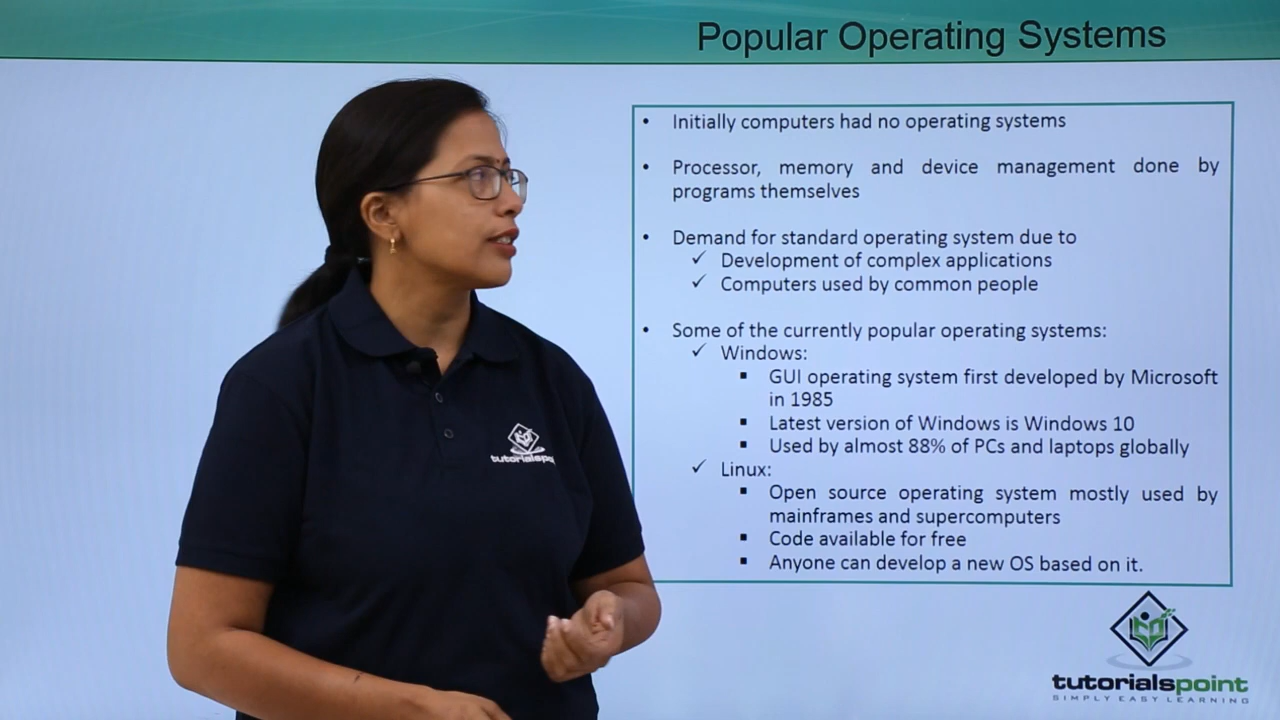 Popular Operating Systems
• Initially computers had no operating systems
• Processor, memory and device management done by
programs themselves
• Demand for standard operating system due to
✓ Development of complex applications
✓ Computers used by common people
• Some of the currently popular operating systems:
✓ Windows:
▪ GUI operating system first developed by Microsoft
in 1985
▪ Latest version of Windows is Windows 10
▪ Used by almost 88% of PCs and laptops globally
✓ Linux:
▪ Open source operating system mostly used by
mainframes and supercomputers
▪ Code available for free
▪ Anyone can develop a new OS based on it.
tutorialspoi
tutorialspoint
SIMPLY EASY LEARNING